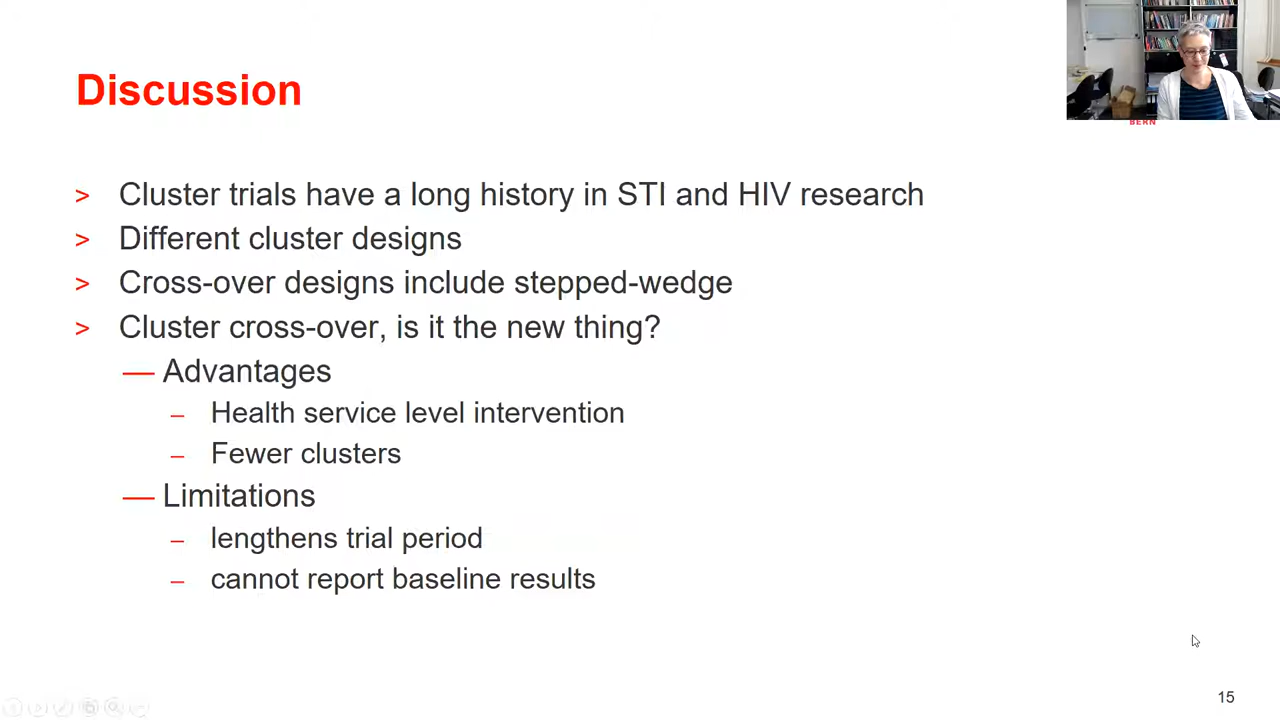 BERN
Discussion
> Cluster trials have a long history in STI and HIV research
> Different cluster designs
> Cross-over designs include stepped-wedge
> Cluster cross-over, is it the new thing?
— Advantages
– Health service level intervention
– Fewer clusters
— Limitations
– lengthens trial period
– cannot report baseline results
15